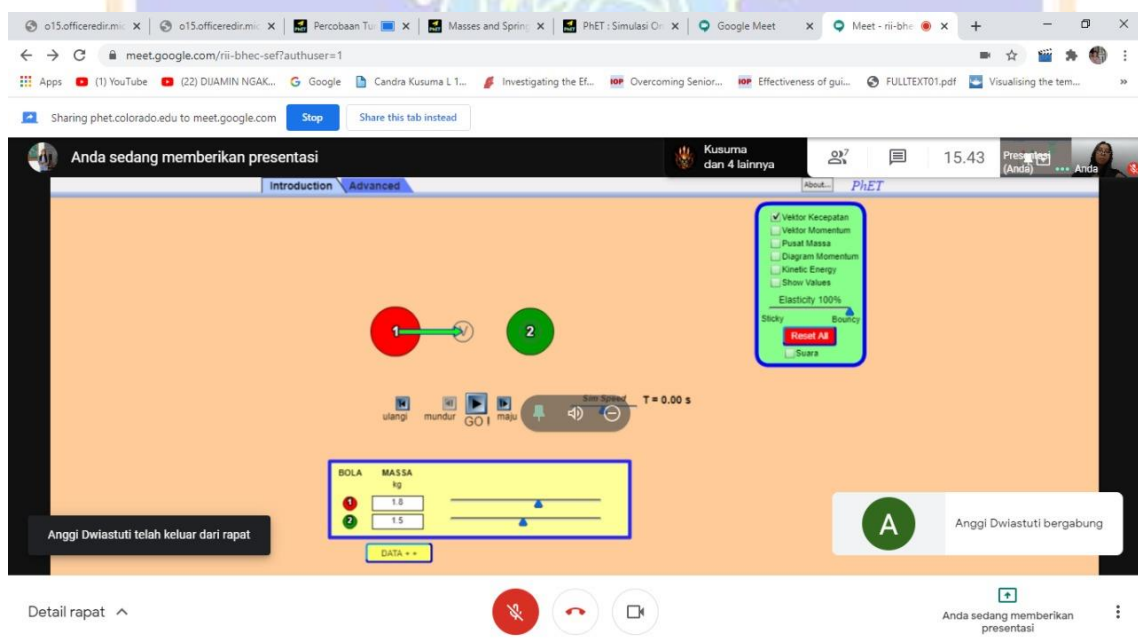 o15.officeredir.mic
o15.officeredir.mic
Percobaan Tu
Masses and Spring
PhET : Simulasi On
Google Meet
Meet - rii-bhe
meet.google.com/rii-bhec-sef?authuser=1
Apps
(1) YouTube
(22) DUAMIN NGAK...
Google
Candra Kusuma L 1...
Investigating the Ef...
IOP Overcoming Senior...
IOP Effectiveness of gui...
FULLTEXT01.pdf
Visualising the tem...
»
Sharing phet.colorado.edu to meet.google.com
Stop
Share this tab instead
Anda sedang memberikan presentasi
Kusuma
dan 4 lainnya
7
15.43
Presentasi
(Anda)
Anda
Introduction
Advanced
About...
PhET
Vektor Kecepatan
Vektor Momentum
Pusat Massa
Diagram Momentum
Kinetic Energy
Show Values
Elasticity 100%
Sticky
Bouncy
Reset All
Suara
1
V
2
ulangi
mundur
GO !
maju
Sim Speed
T = 0.00 s
BOLA MASSA
kg
1 1.8
2 1.5
DATA + +
Anggi Dwiastuti telah keluar dari rapat
A
Anggi Dwiastuti bergabung
Detail rapat
Anda sedang memberikan
presentasi